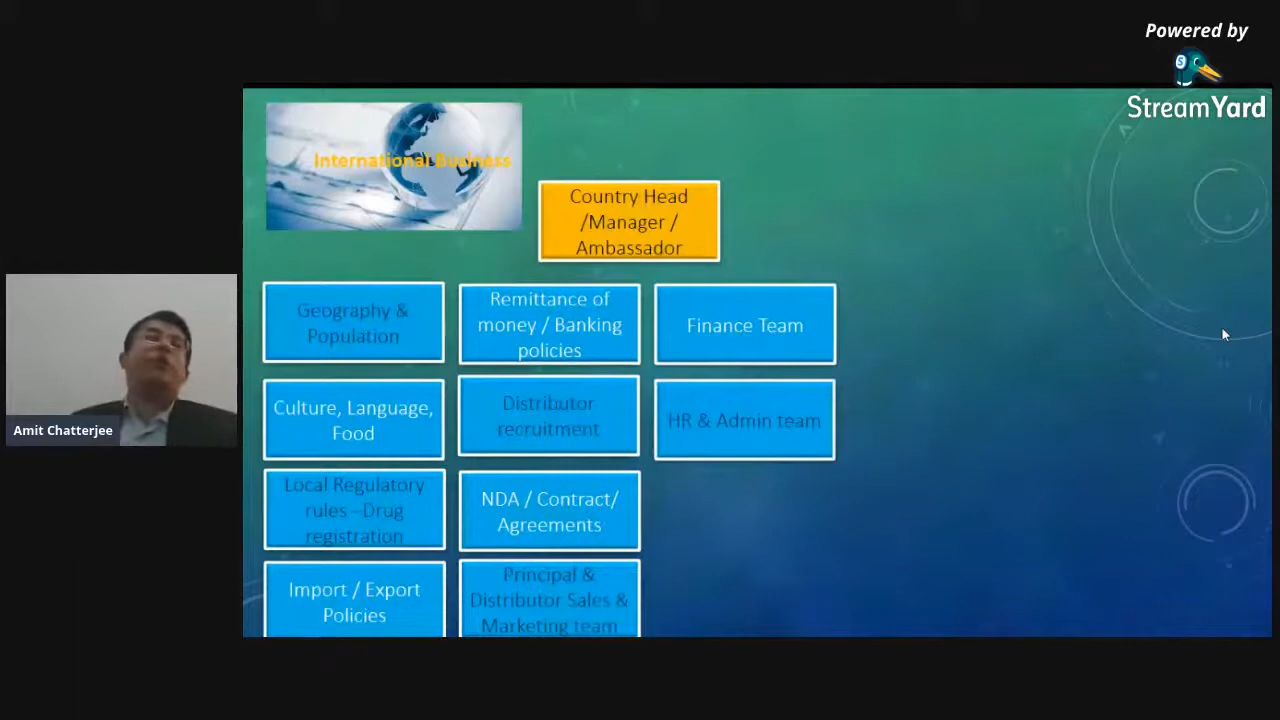 Powered by
StreamYard
International Business
Country Head
/Manager /
Ambassador
Geography &
Population
Remittance of
money / Banking
policies
Finance Team
Culture, Language,
Food
Distributor
recruitment
HR & Admin team
Local Regulatory
rules –Drug
registration
NDA / Contract/
Agreements
Import / Export
Policies
Principal &
Distributor Sales &
Marketing team
Amit Chatterjee